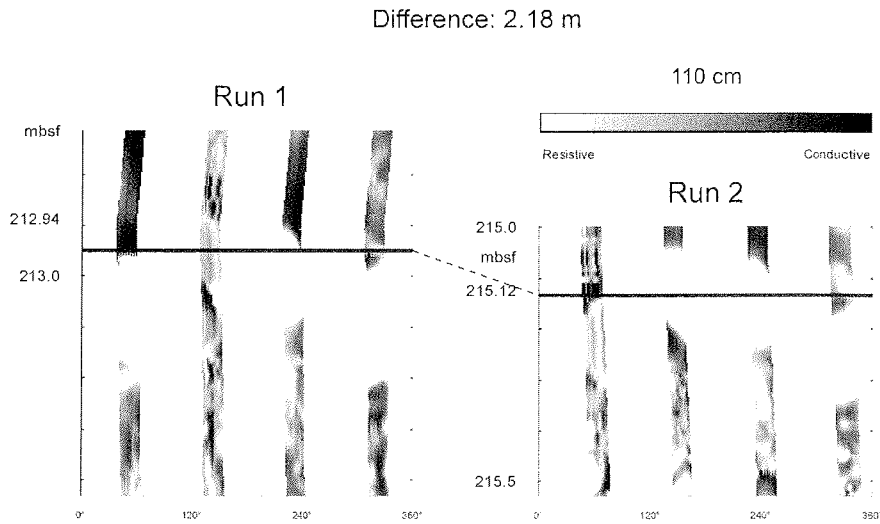 Difference: 2.18 m
Run 1
mbsf
212.94
213.0
0° 120° 240° 360°
110 cm
Resistive Conductive
Run 2
215.0
mbsf
215.12
215.5
0° 120° 240° 360°